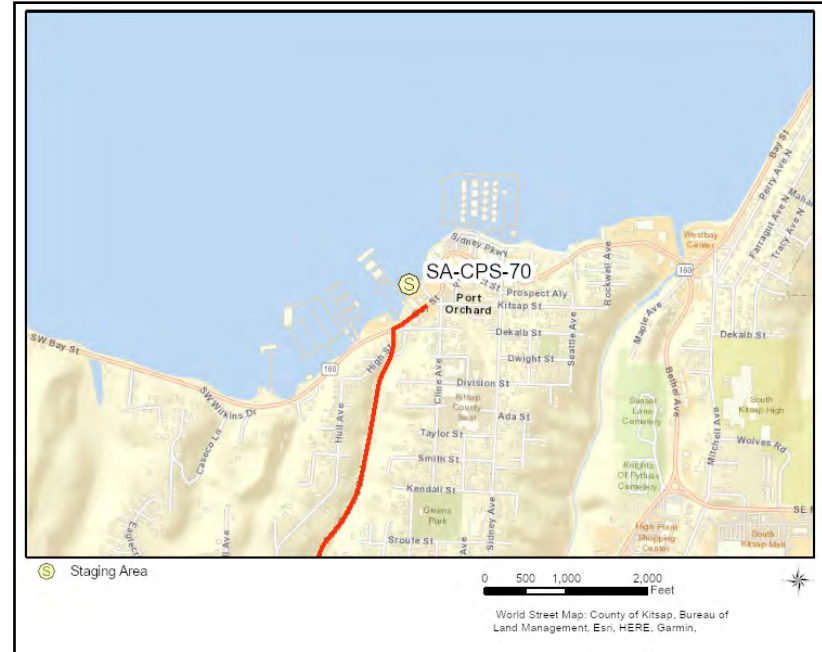 Bay St
Perry Ave N
Farragut Ave N
Tracy Ave N
Westbay
Center
160
Sidney Pkwy
Rockwell Ave
SA-CPS-70
S
Prospect Aly
Port
Orchard
Kitsap St
Maple Ave
Dekalb St
Dekalb St
SW Bay St
High St
160
Dwight St
Seattle Ave
Bethel Ave
SW Wilkins Dr
Hull Ave
Cline Ave
Division St
Kitsap
County
Seat
Ada St
Sunset
Lane
Cemetery
South
Kitsap High
Mitchell Ave
Caseco Ln
Taylor St
Wolves Rd
Smith St
Knights
Of Pythias
Cemetery
Kendall St
Givens
Park
Sidney Ave
Ave
High Point
Shopping
Center
South
Kitsap Mall
Sroufe St
S Staging Area
0 500 1,000 2,000
Feet
World Street Map: County of Kitsap, Bureau of
Land Management, Esri, HERE, Garmin,